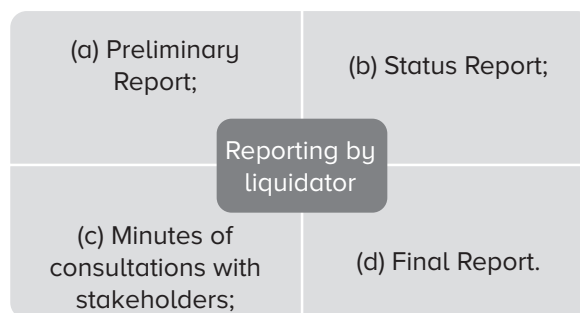 (a) Preliminary
Report;
(b) Status Report;
Reporting by
liquidator
(c) Minutes of
consultations with
stakeholders;
(d) Final Report.